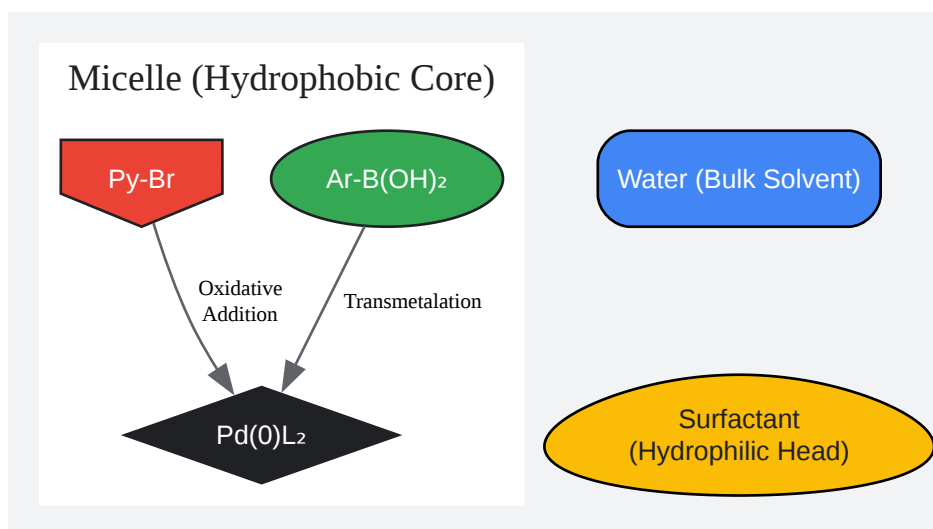 Micelle (Hydrophobic Core)
Py-Br
Ar-B(OH)₂
Water (Bulk Solvent)
Oxidative
Addition
Transmetalation
Pd(0)L₂
Surfactant
(Hydrophilic Head)